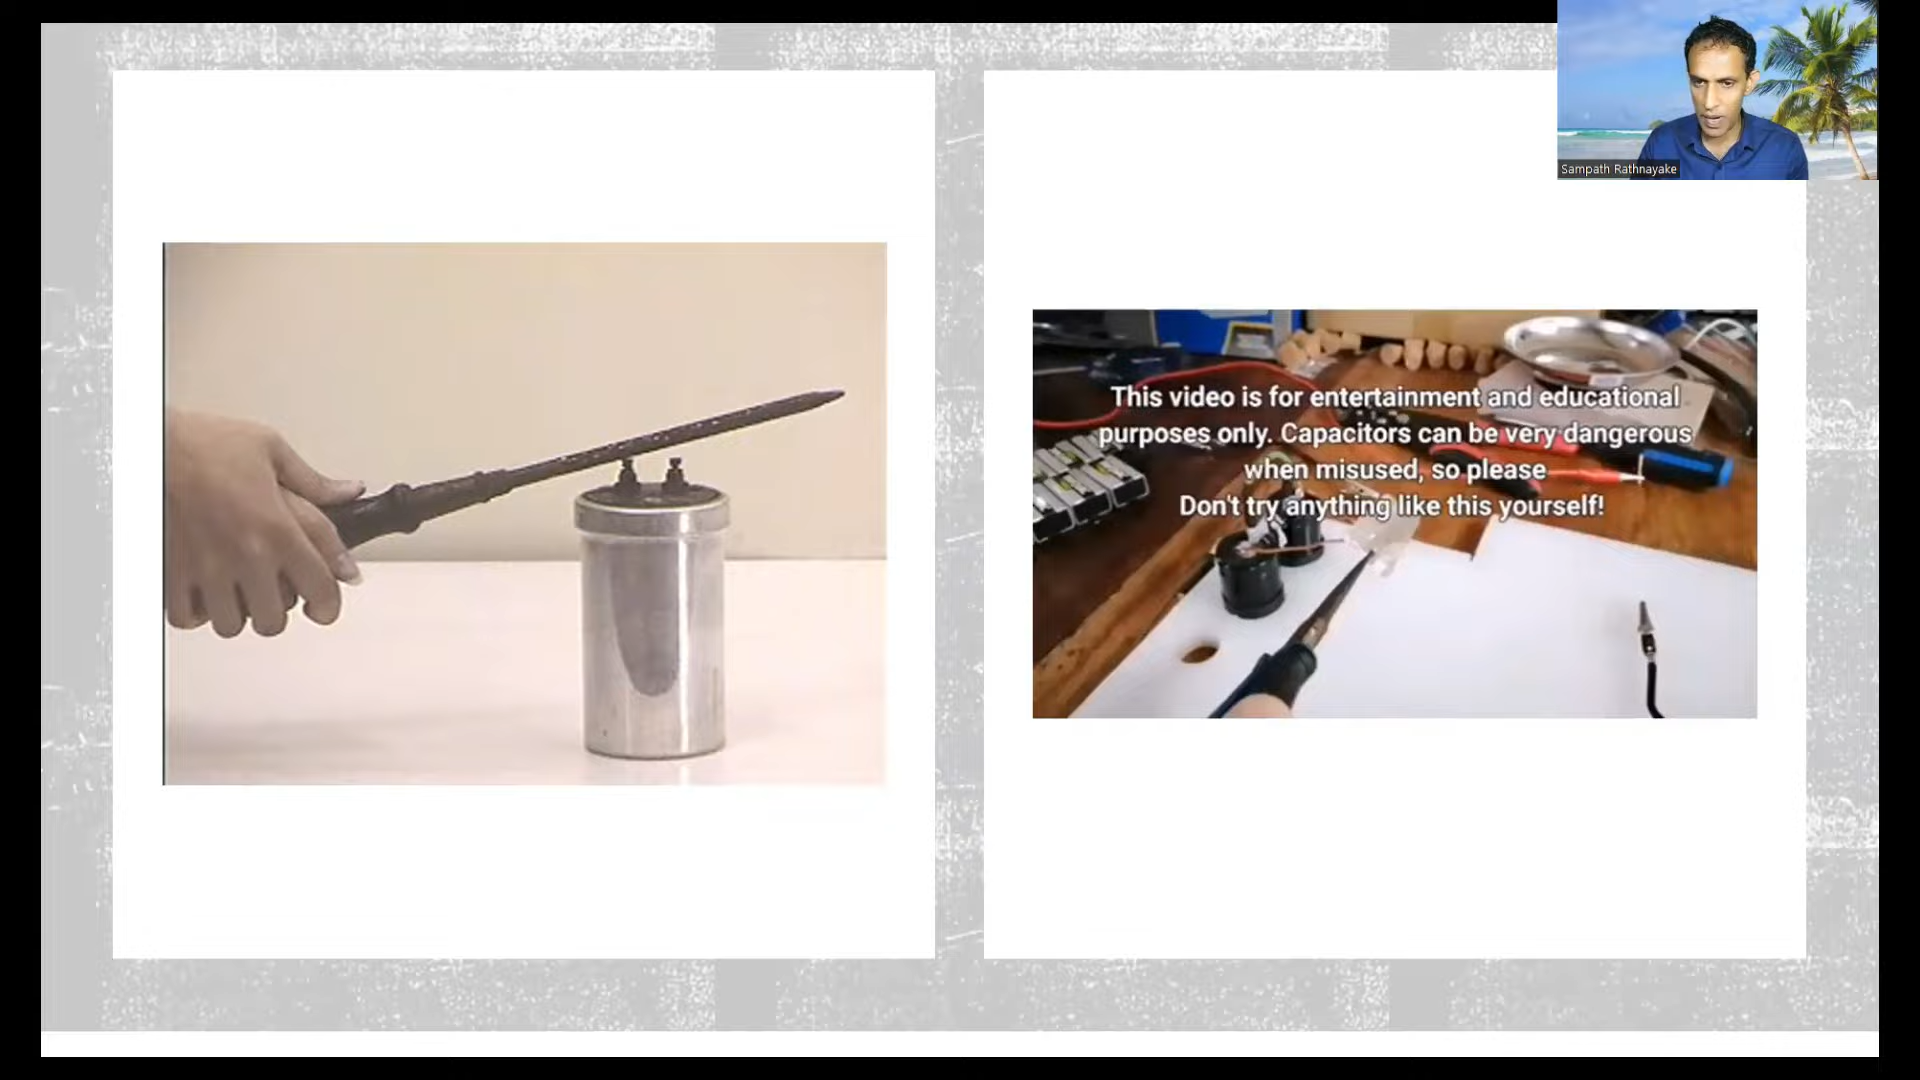 Sampath Rathnayake
This video is for entertainment and educational
purposes only. Capacitors can be very dangerous
when misused, so please
Don't try anything like this yourself!